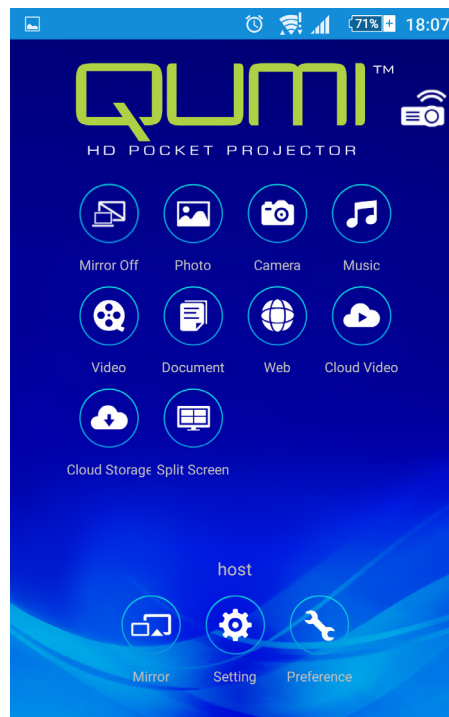 71% 18:07
QUMI™
HD POCKET PROJECTOR
Mirror Off Photo Camera Music
Video Document Web Cloud Video
Cloud Storage Split Screen
host
Mirror Setting Preference